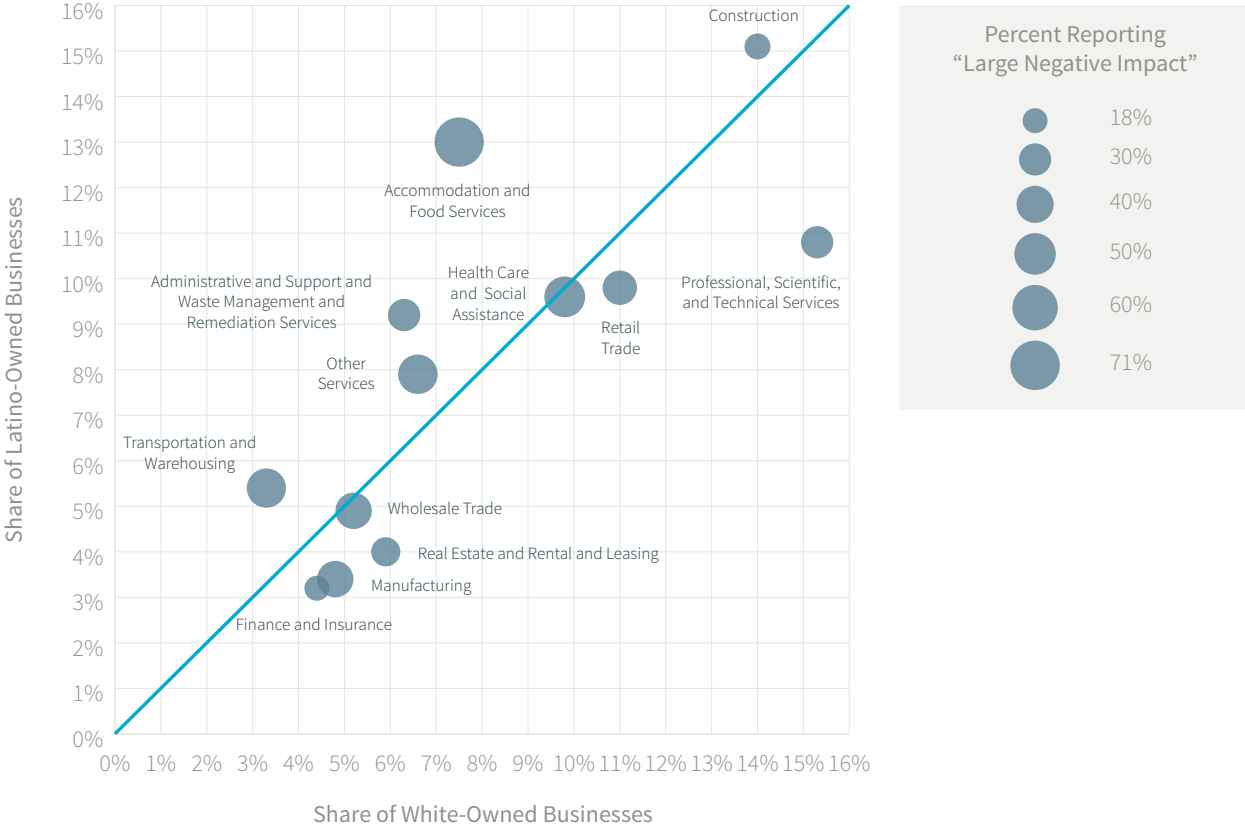 16%
15%
14%
13%
12%
11%
10%
9%
8%
7%
6%
5%
4%
3%
2%
1%
0%
Share of Latino-Owned Businesses
Construction
Accommodation and
Food Services
Administrative and Support and
Waste Management and
Remediation Services
Health Care
and Social
Assistance
Professional, Scientific,
and Technical Services
Retail
Trade
Other
Services
Transportation and
Warehousing
Wholesale Trade
Real Estate and Rental and Leasing
Manufacturing
Finance and Insurance
0% 1% 2% 3% 4% 5% 6% 7% 8% 9% 10% 11% 12% 13% 14% 15% 16%
Share of White-Owned Businesses
Percent Reporting
“Large Negative Impact”
18%
30%
40%
50%
60%
71%